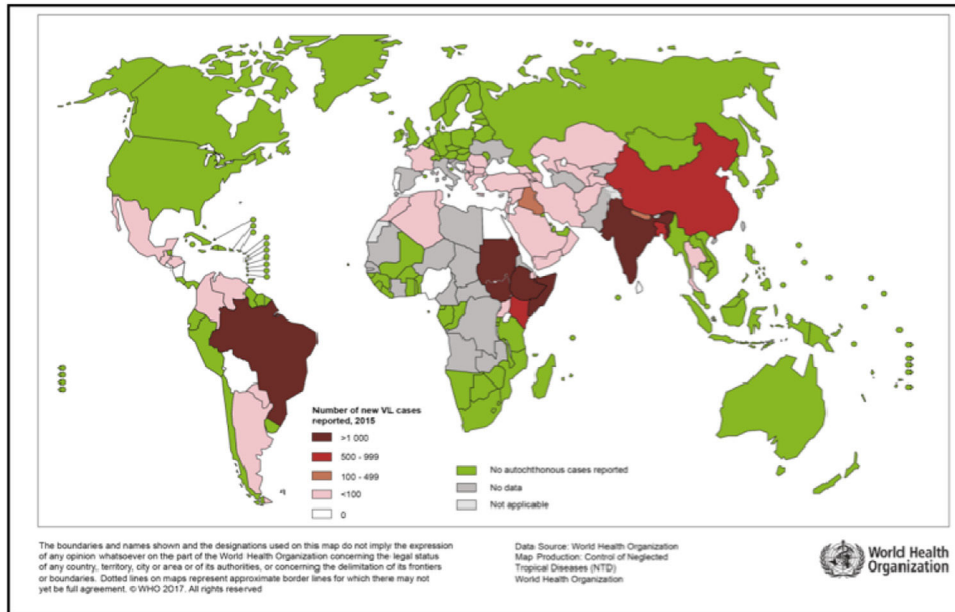 Number of new VL cases
reported, 2015
>1 000
500 - 999
100 - 499
<100
0
No autochthonous cases reported
No data
Not applicable
The boundaries and names shown and the designations used on this map do not imply the expression
of any opinion whatsoever on the part of the World Health Organization concerning the legal status
of any country, territory, city or area or of its authorities, or concerning the delimitation of its frontiers
or boundaries. Dotted lines on maps represent approximate border lines for which there may not
yet be full agreement. © WHO 2017. All rights reserved
Data Source: World Health Organization
Map Production: Control of Neglected
Tropical Diseases (NTD)
World Health Organization
World Health
Organization